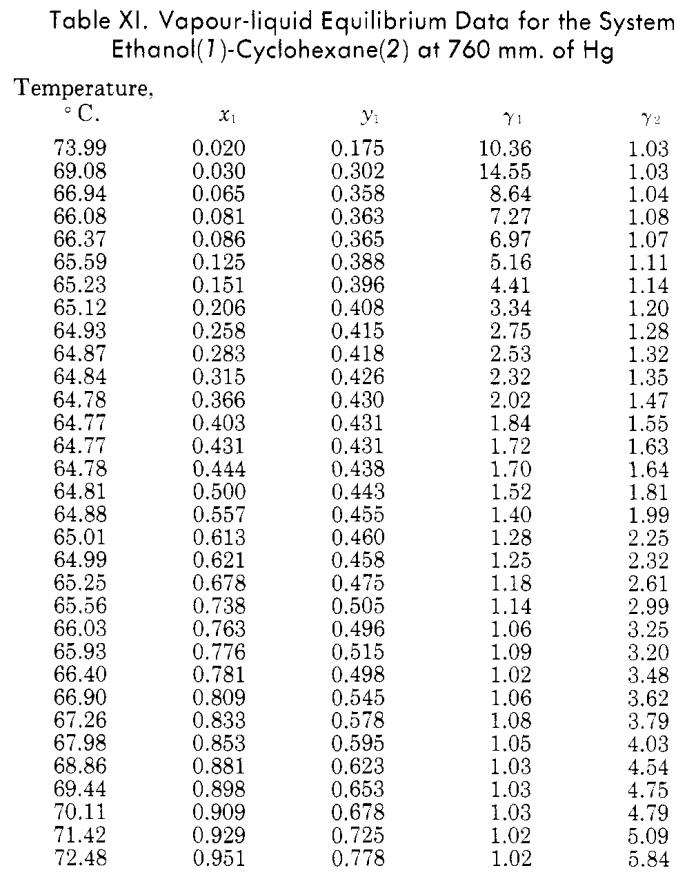 Table XI. Vapour-liquid Equilibrium Data for the System
Ethanol(1)-Cyclohexane(2) at 760 mm. of Hg
Temperature,
° C. x₁ y₁ γ₁ γ₂
73.99 0.020 0.175 10.36 1.03
69.08 0.030 0.302 14.55 1.03
66.94 0.065 0.358 8.64 1.04
66.08 0.081 0.363 7.27 1.08
66.37 0.086 0.365 6.97 1.07
65.59 0.125 0.388 5.16 1.11
65.23 0.151 0.396 4.41 1.14
65.12 0.206 0.408 3.34 1.20
64.93 0.258 0.415 2.75 1.28
64.87 0.283 0.418 2.53 1.32
64.84 0.315 0.426 2.32 1.35
64.78 0.366 0.430 2.02 1.47
64.77 0.403 0.431 1.84 1.55
64.77 0.431 0.431 1.72 1.63
64.78 0.444 0.438 1.70 1.64
64.81 0.500 0.443 1.52 1.81
64.88 0.557 0.455 1.40 1.99
65.01 0.613 0.460 1.28 2.25
64.99 0.621 0.458 1.25 2.32
65.25 0.678 0.475 1.18 2.61
65.56 0.738 0.505 1.14 2.99
66.03 0.763 0.496 1.06 3.25
65.93 0.776 0.515 1.09 3.20
66.40 0.781 0.498 1.02 3.48
66.90 0.809 0.545 1.06 3.62
67.26 0.833 0.578 1.08 3.79
67.98 0.853 0.595 1.05 4.03
68.86 0.881 0.623 1.03 4.54
69.44 0.898 0.653 1.03 4.75
70.11 0.909 0.678 1.03 4.79
71.42 0.929 0.725 1.02 5.09
72.48 0.951 0.778 1.02 5.84